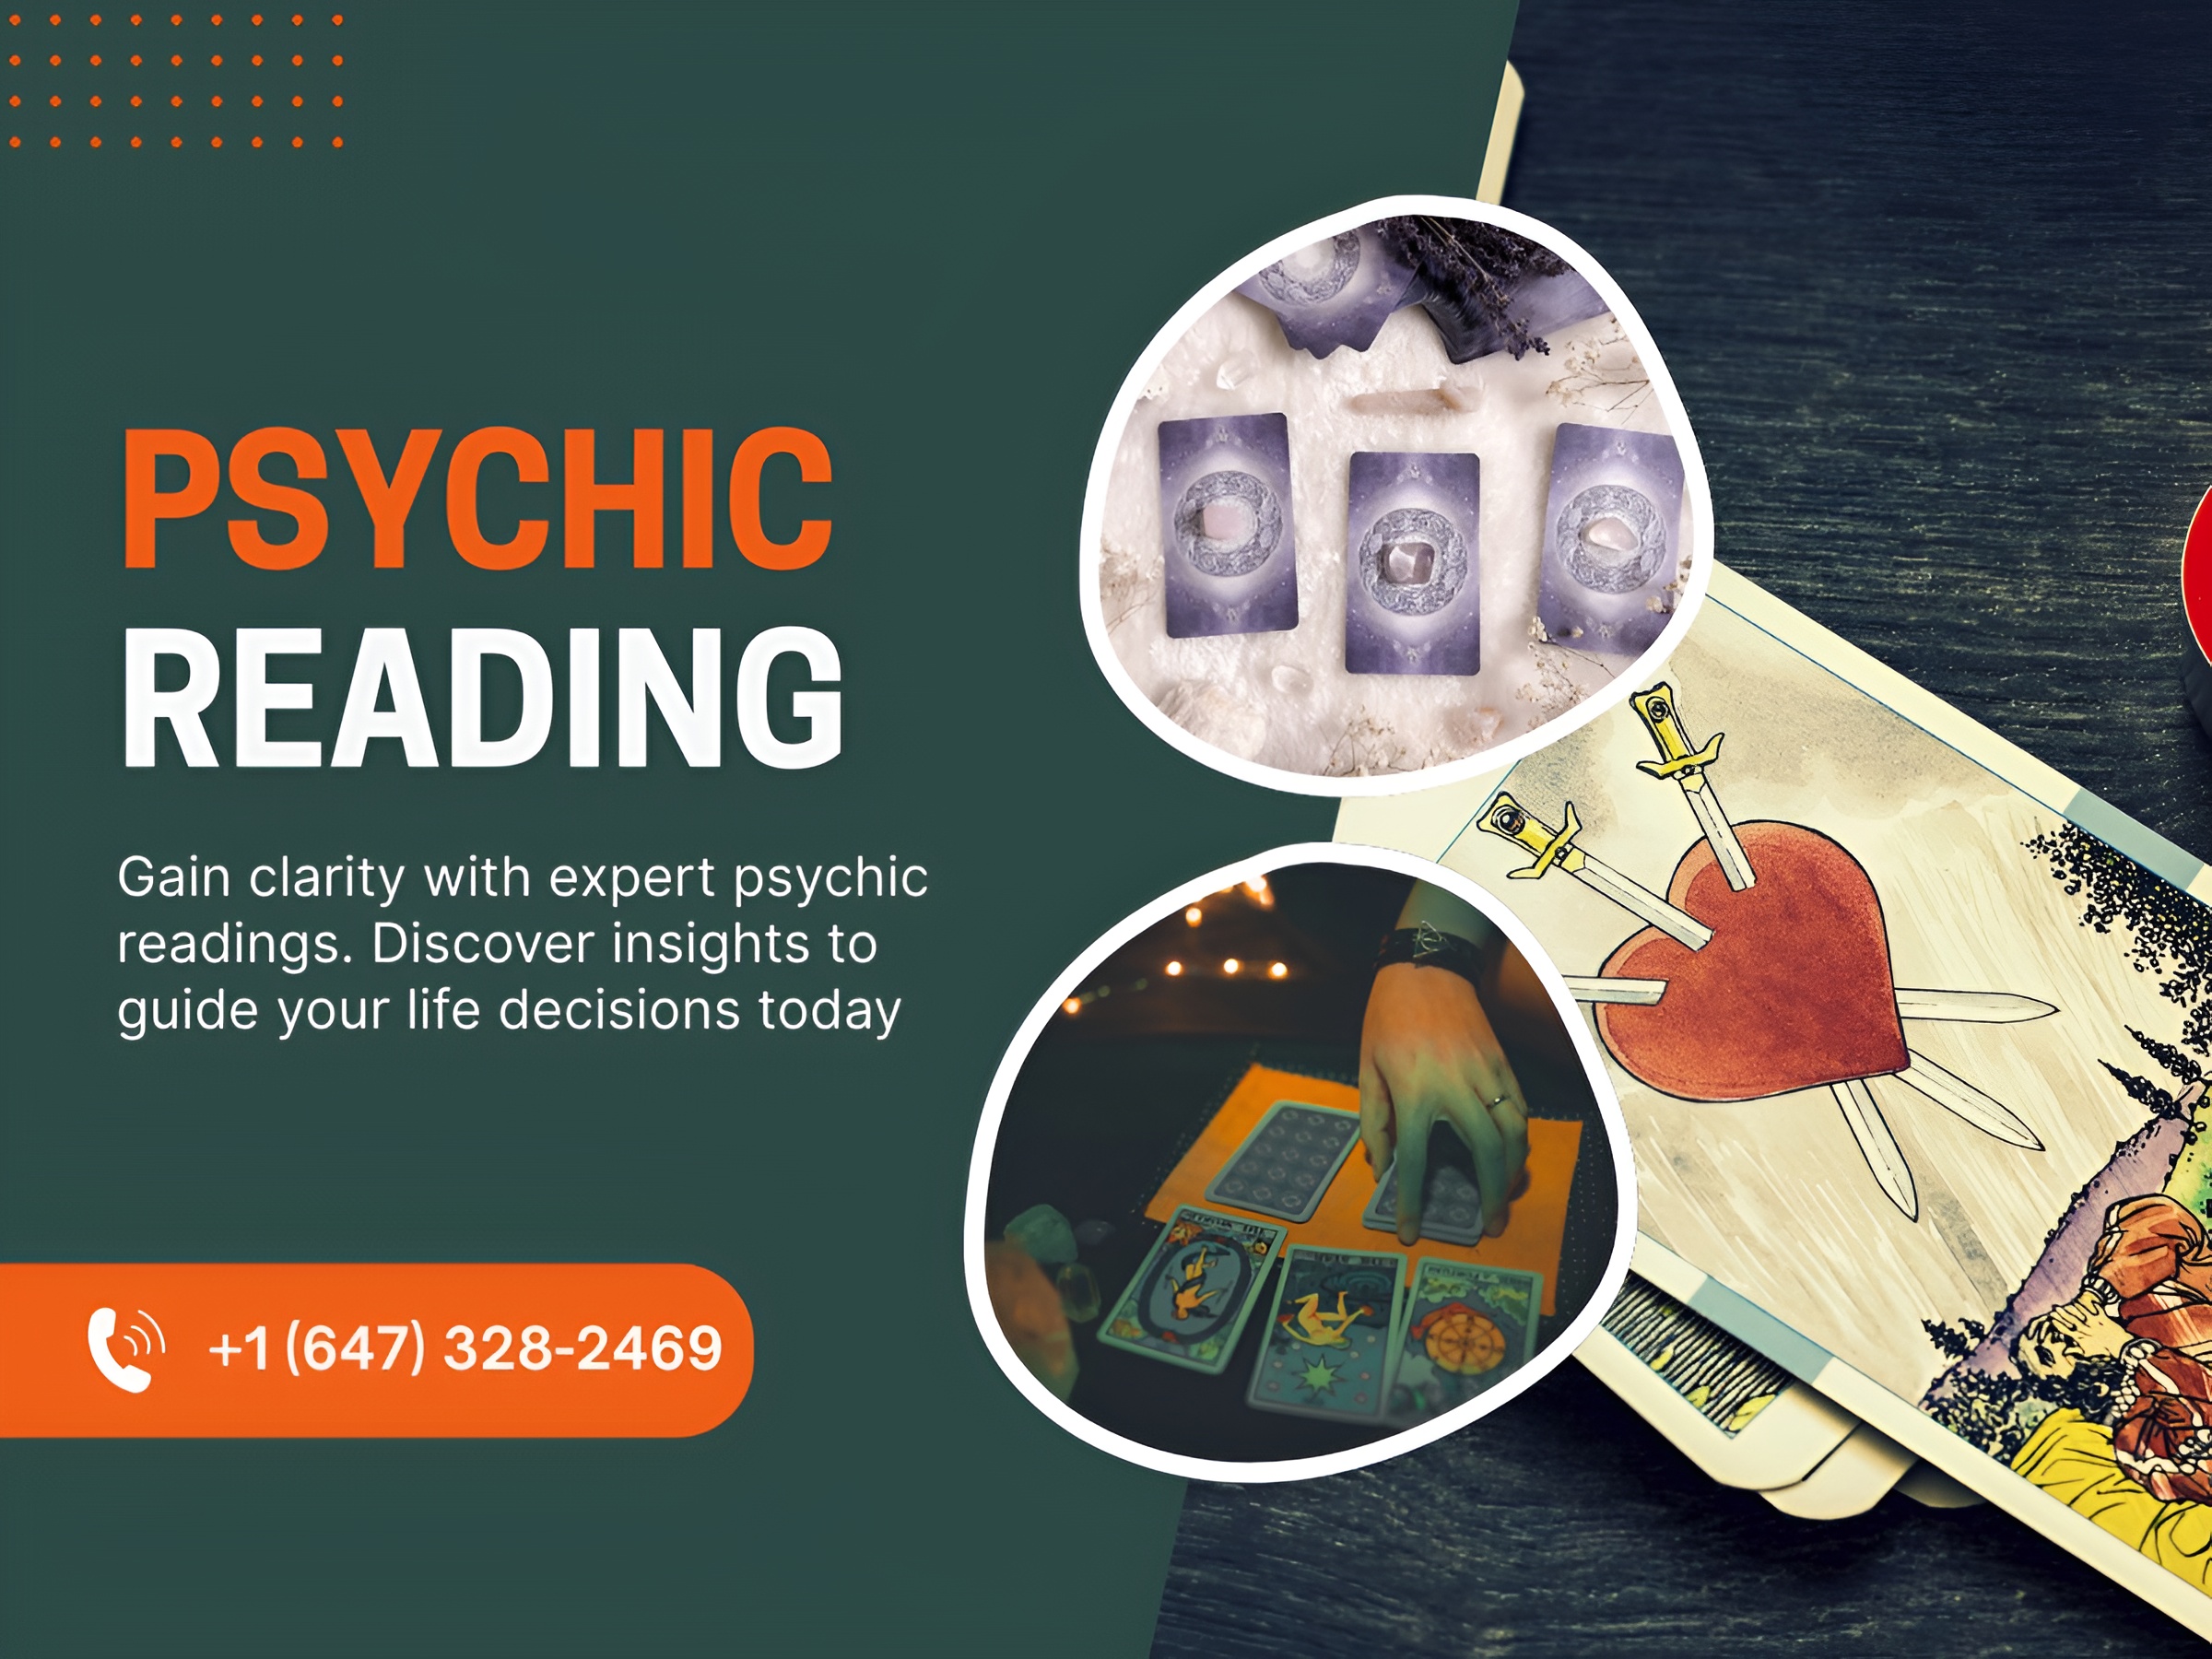 PSYCHIC
READING
Gain clarity with expert psychic
readings. Discover insights to
guide your life decisions today
+1 (647) 328-2469